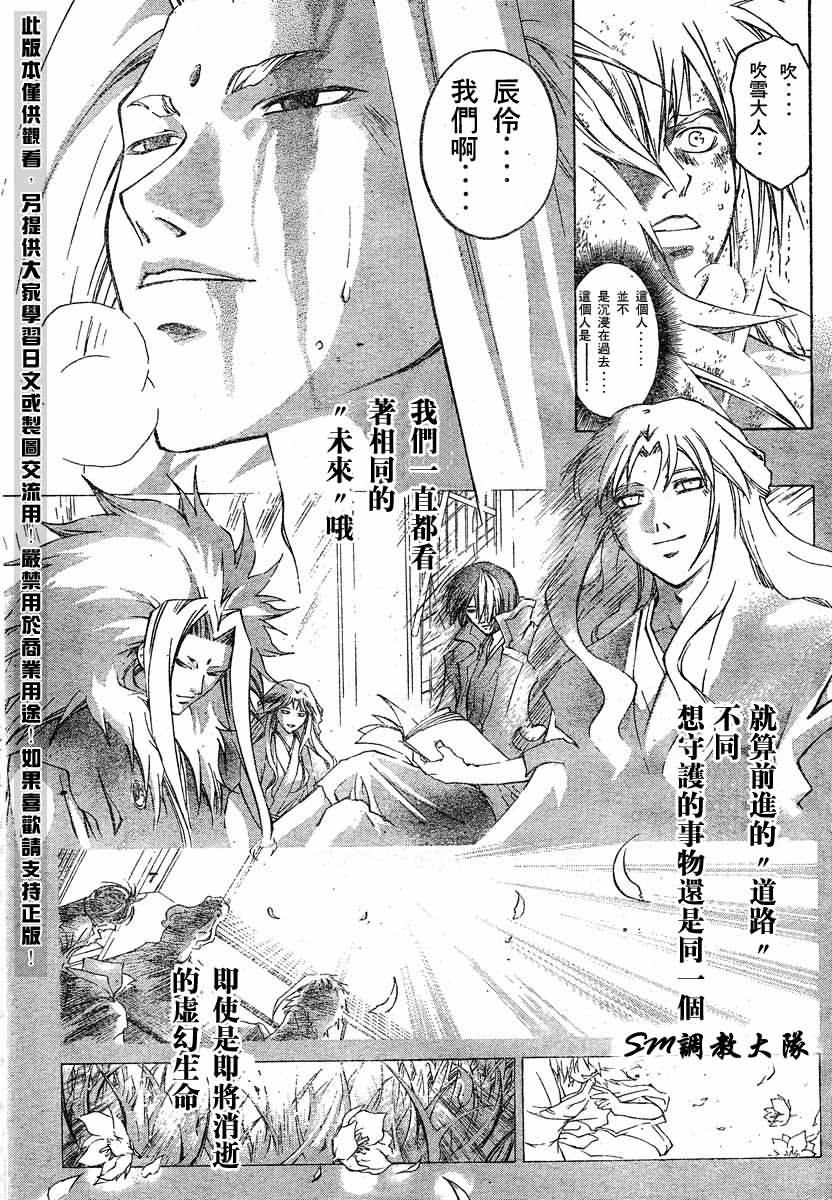 吹....
吹雪大人..
這個人......
並不
是沉浸在過去....
這個人是——！
辰伶....
我們啊....
我們一直都看
著相同的
〝未來〞哦
就算前進的〝道路〞
不同
想守護的事物還是同一個
即使是即將消逝
的虛幻生命
SM調教大隊
此版本僅供觀看，另提供大家學習日文或製圖交流用！嚴禁用於商業用途！如果喜歡請支持正版！